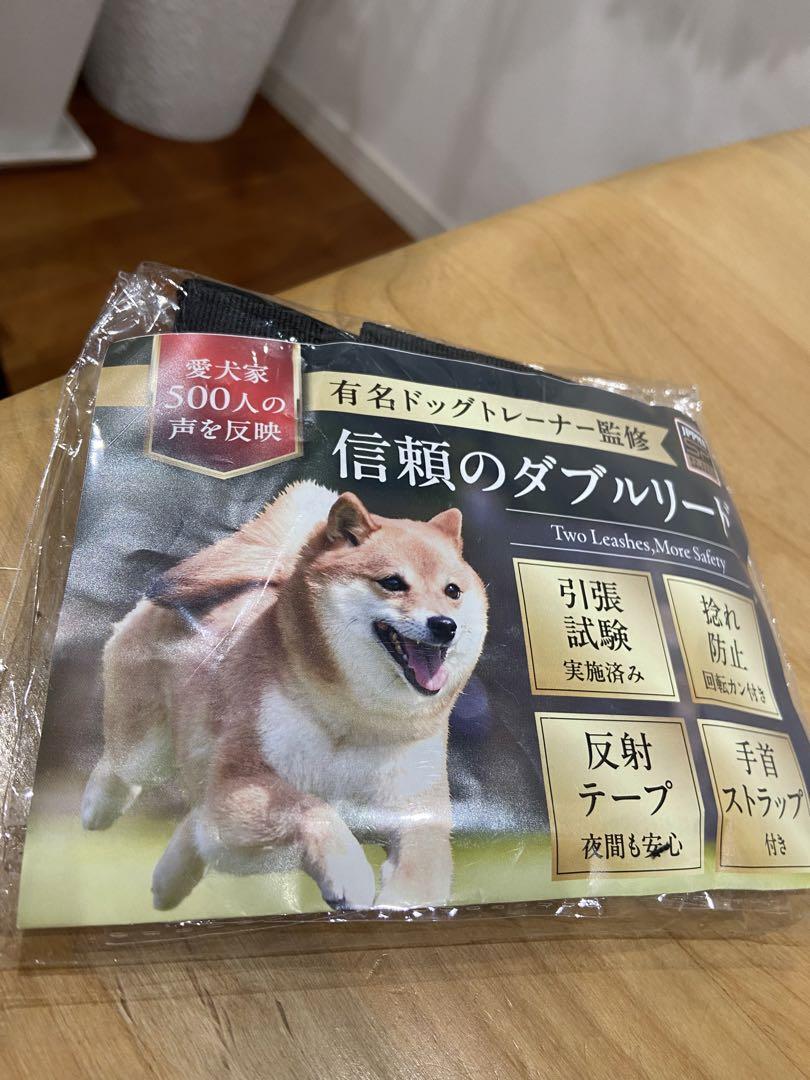 愛犬家
500人の
声を反映
有名ドッグトレーナー監修
信頼のダブルリード
Two Leashes,More Safety
引張
試験
実施済み
捻れ
防止
回転カン付き
反射
テープ
夜間も安心
手首
ストラップ
付き